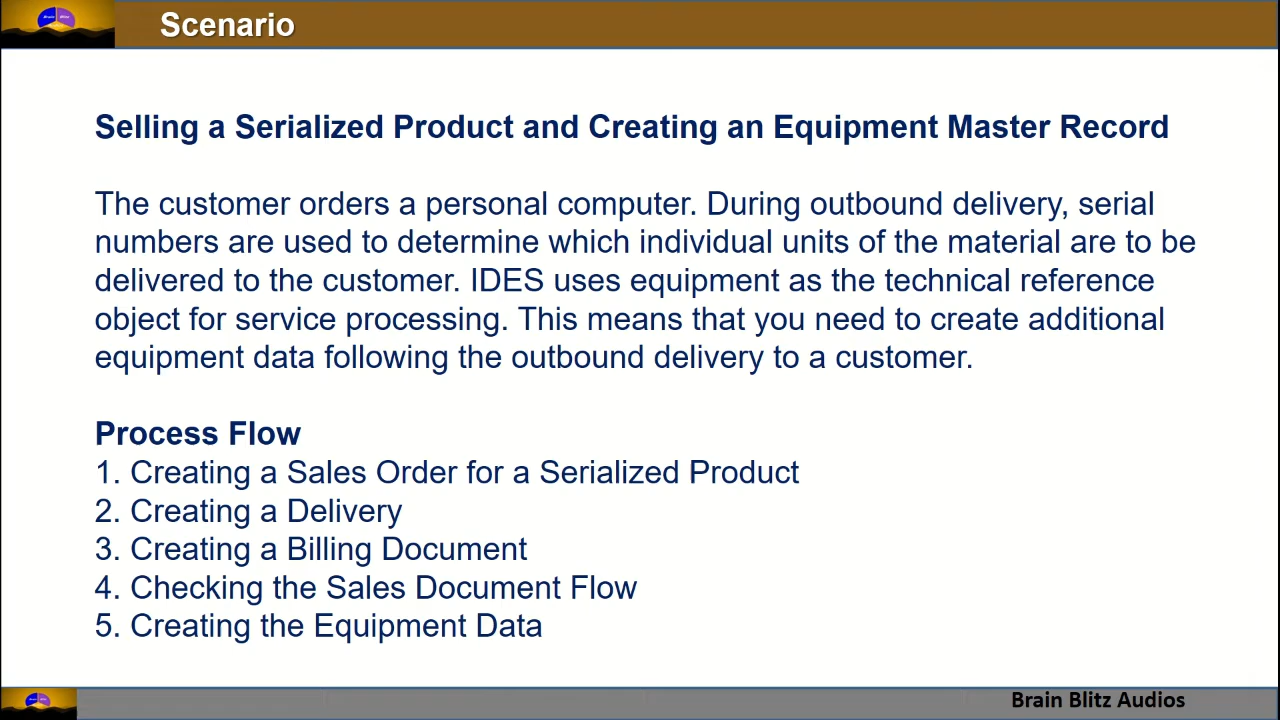 Scenario
Selling a Serialized Product and Creating an Equipment Master Record
The customer orders a personal computer. During outbound delivery, serial
numbers are used to determine which individual units of the material are to be
delivered to the customer. IDES uses equipment as the technical reference
object for service processing. This means that you need to create additional
equipment data following the outbound delivery to a customer.
Process Flow
1. Creating a Sales Order for a Serialized Product
2. Creating a Delivery
3. Creating a Billing Document
4. Checking the Sales Document Flow
5. Creating the Equipment Data
Brain Blitz Audios